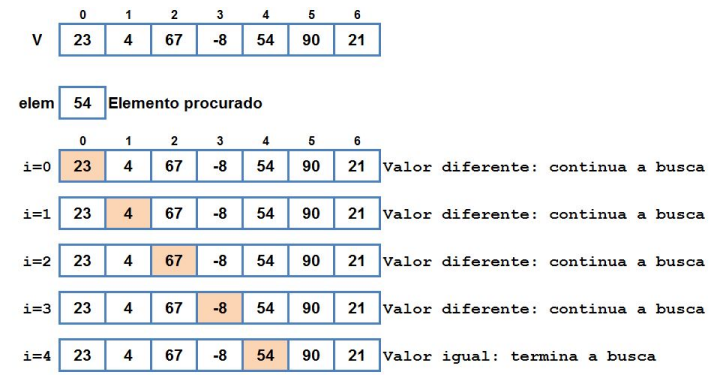 0 1 2 3 4 5 6
V 23 4 67 -8 54 90 21
elem 54 Elemento procurado
0 1 2 3 4 5 6
i=0 23 4 67 -8 54 90 21 Valor diferente: continua a busca
i=1 23 4 67 -8 54 90 21 Valor diferente: continua a busca
i=2 23 4 67 -8 54 90 21 Valor diferente: continua a busca
i=3 23 4 67 -8 54 90 21 Valor diferente: continua a busca
i=4 23 4 67 -8 54 90 21 Valor igual: termina a busca